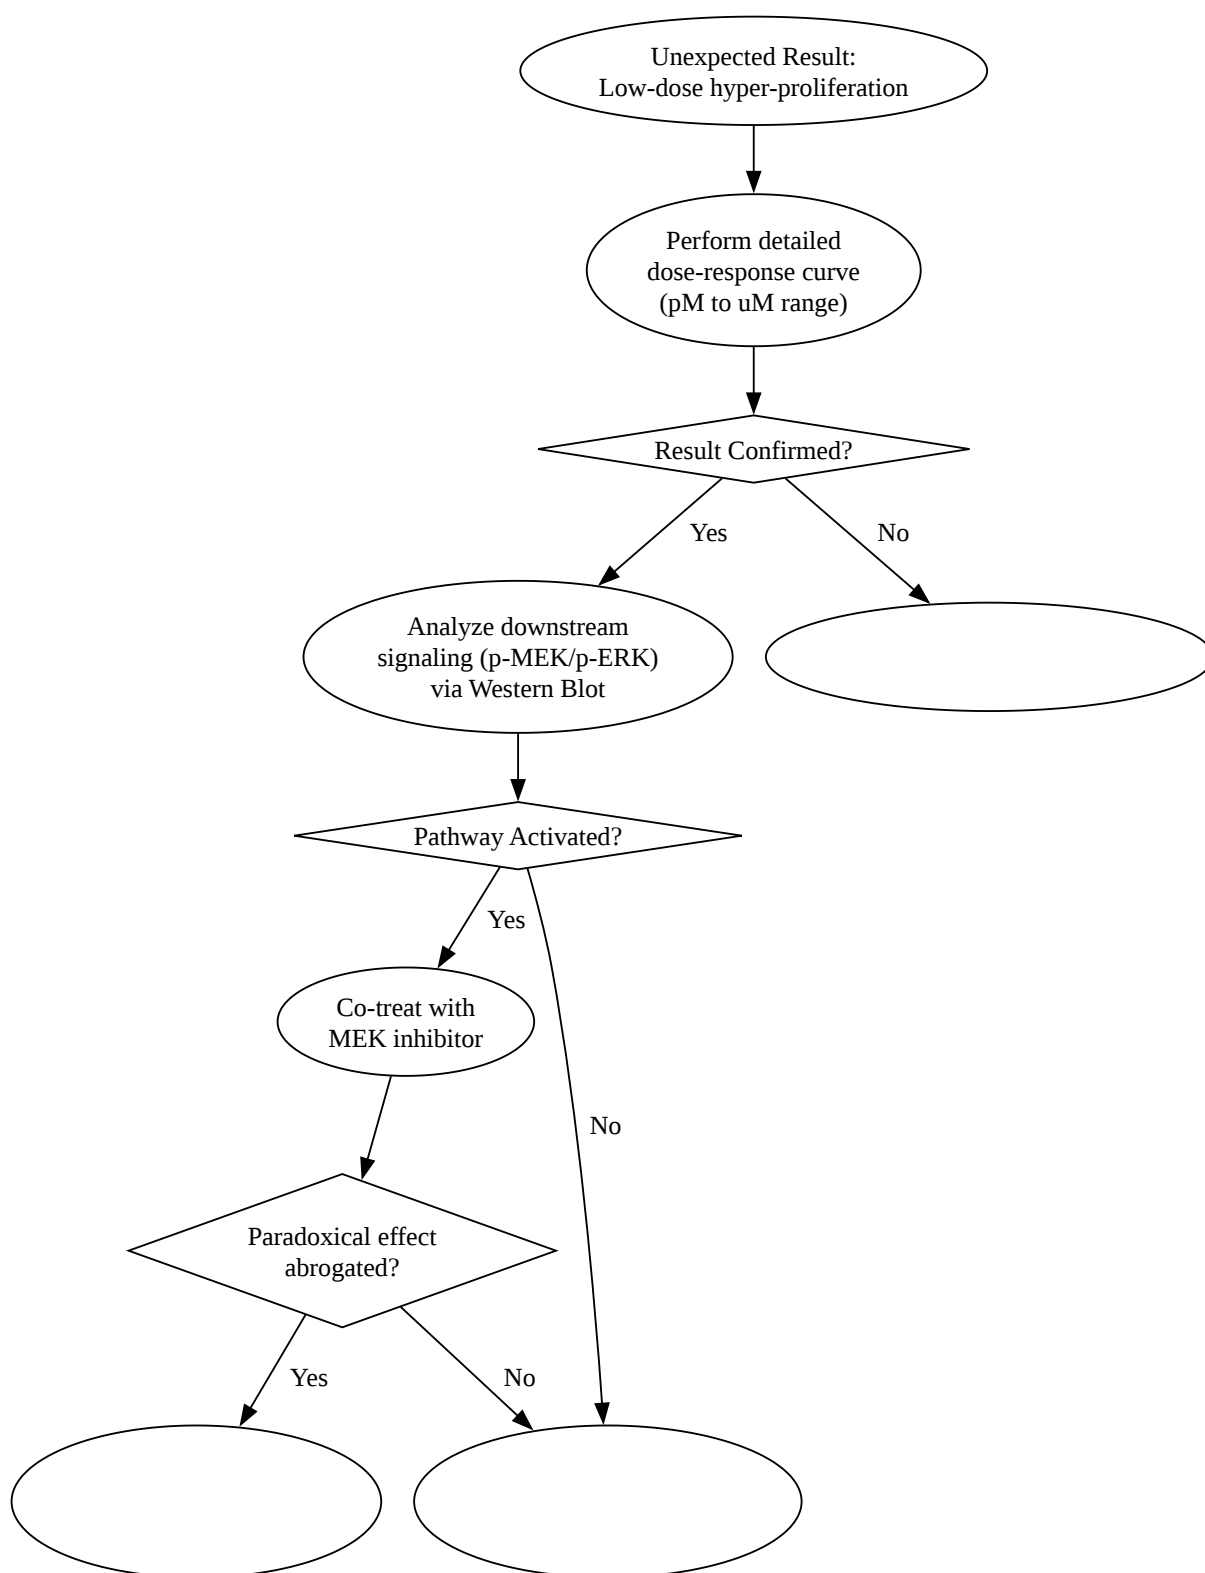 Unexpected Result:
Low-dose hyper-proliferation
Perform detailed
dose-response curve
(pM to uM range)
Result Confirmed?
Yes
No
Analyze downstream
signaling (p-MEK/p-ERK)
via Western Blot
Pathway Activated?
Yes
Co-treat with
MEK inhibitor
No
Paradoxical effect
abrogated?
Yes
No